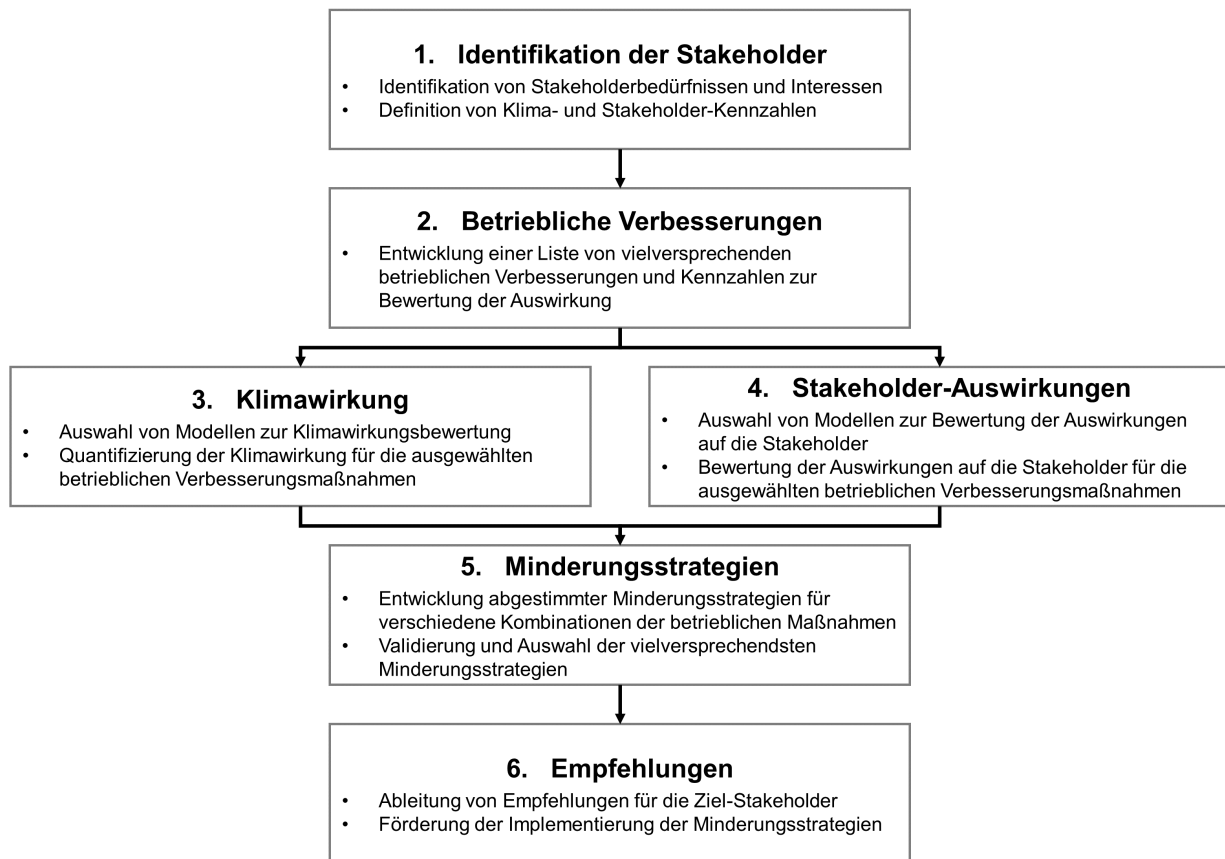 1. Identifikation der Stakeholder
• Identifikation von Stakeholderbedürfnissen und Interessen
• Definition von Klima- und Stakeholder-Kennzahlen
2. Betriebliche Verbesserungen
• Entwicklung einer Liste von vielversprechenden
betrieblichen Verbesserungen und Kennzahlen zur
Bewertung der Auswirkung
3. Klimawirkung
• Auswahl von Modellen zur Klimawirkungsbewertung
• Quantifizierung der Klimawirkung für die ausgewählten
betrieblichen Verbesserungsmaßnahmen
4. Stakeholder-Auswirkungen
• Auswahl von Modellen zur Bewertung der Auswirkungen
auf die Stakeholder
• Bewertung der Auswirkungen auf die Stakeholder für die
ausgewählten betrieblichen Verbesserungsmaßnahmen
5. Minderungsstrategien
• Entwicklung abgestimmter Minderungsstrategien für
verschiedene Kombinationen der betrieblichen Maßnahmen
• Validierung und Auswahl der vielversprechendsten
Minderungsstrategien
6. Empfehlungen
• Ableitung von Empfehlungen für die Ziel-Stakeholder
• Förderung der Implementierung der Minderungsstrategien